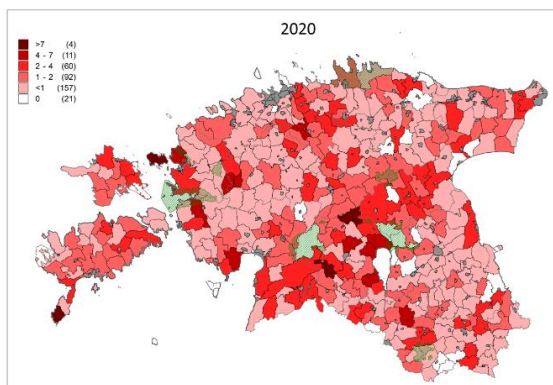 2020
>7 (4)
4 - 7 (11)
2 - 4 (60)
1 - 2 (92)
<1 (157)
0 (21)